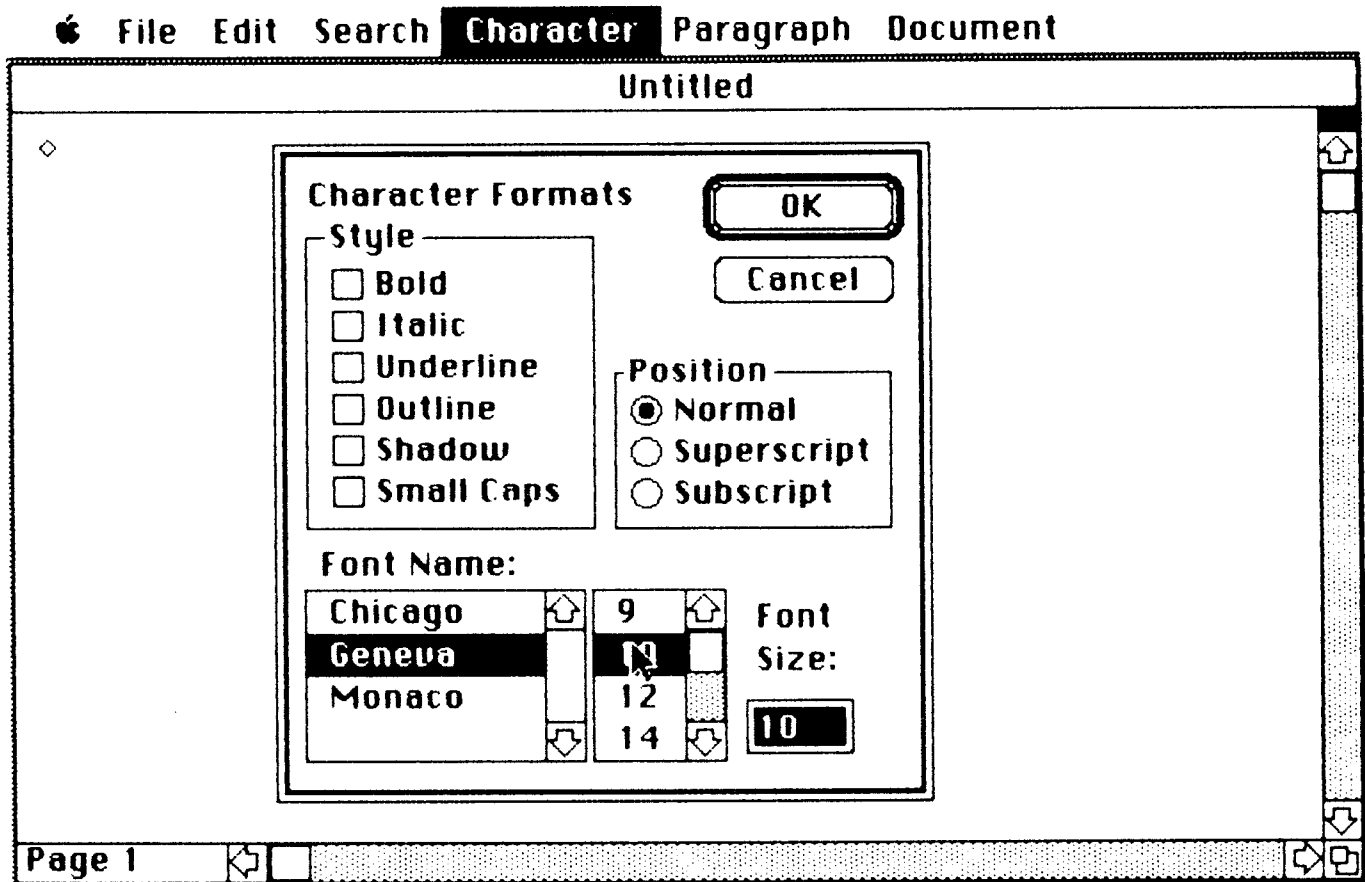 File Edit Search Character Paragraph Document
Untitled
Character Formats
OK
Cancel
Style
Bold
Italic
Underline
Outline
Shadow
Small Caps
Position
Normal
Superscript
Subscript
Font Name:
Chicago
Geneva
Monaco
9
10
12
14
Font
Size:
10
Page 1